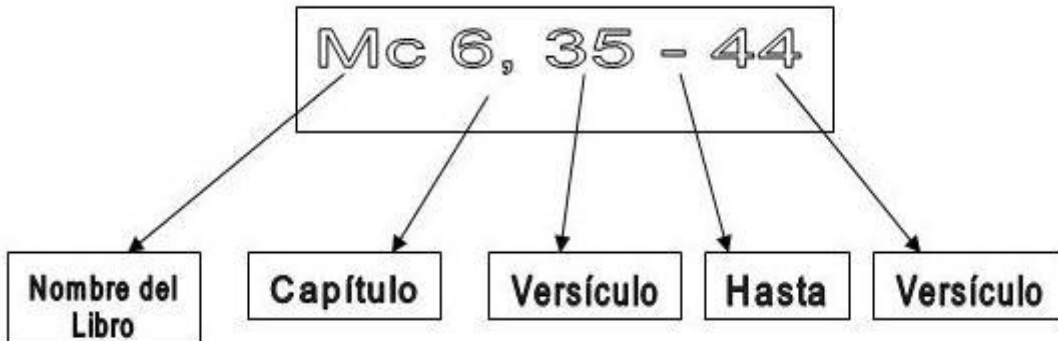 Mc 6, 35 - 44
Nombre del
Libro
Capítulo
Versículo
Hasta
Versículo